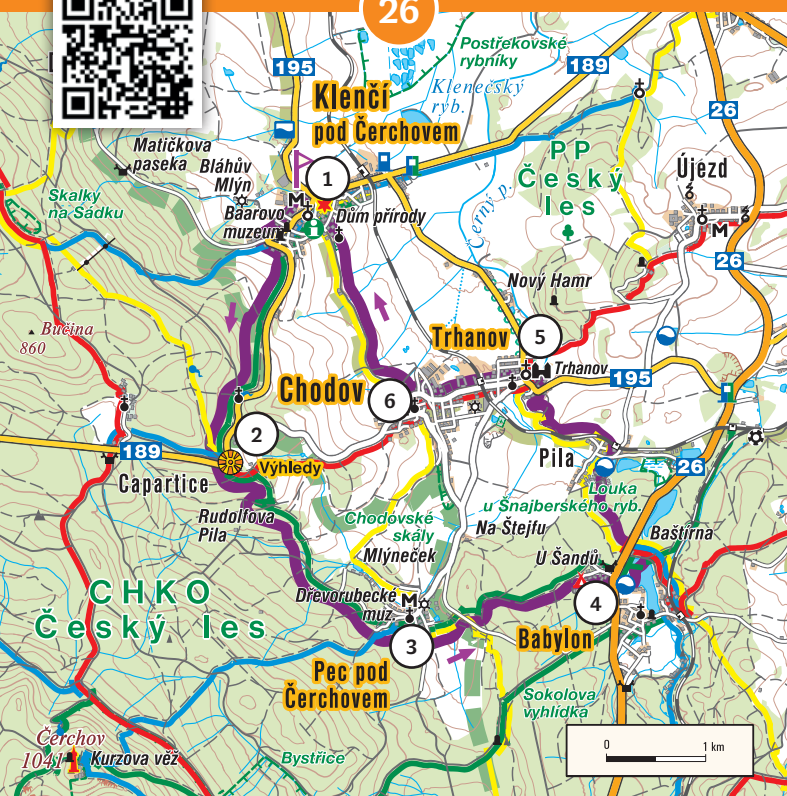 26
Postřekovské
rybníky
195
189
Klenečský
ryb.
Klenčí
pod Čerchovem
26
Matičkova
paseka
Bláhův
Mlýn
PP
Český
les
Újezd
1
Skalky
na Sádku
M
Baarovo
muzeum
Dům přírody
Černý p.
M
26
Nový Hamr
Bučina
860
Trhanov
5
Trhanov
195
Chodov
6
2
189
Výhledy
Capartice
Pila
26
Louka
u Šnajberského ryb.
Rudolfova
Pila
Chodovské
skály
Na Štejfu
Baštírna
Mlýneček
U Šandů
CHKO
Český les
Dřevorubecké
muz.
M
4
3
Babylon
Pec pod
Čerchovem
Sokolova
vyhlídka
Čerchov
1041
Kurzova věž
Bystřice
0
1 km